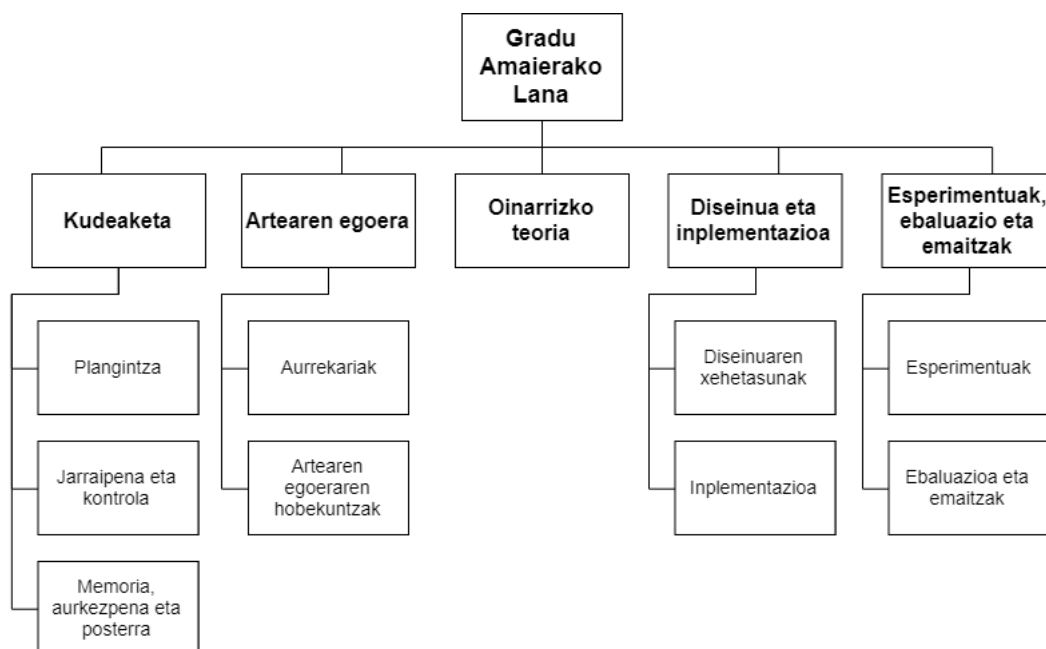 Gradu
Amaierako
Lana
Kudeaketa
Artearen egoera
Oinarrizko
teoria
Diseinua eta
inplementazioa
Esperimentuak,
ebaluazio eta
emaitzak
Plangintza
Jarraipena eta
kontrola
Memoria,
aurkezpena eta
posterra
Aurrekariak
Artearen
egoeraren
hobekuntzak
Diseinuaren
xehetasunak
Inplementazioa
Esperimentuak
Ebaluazioa eta
emaitzak